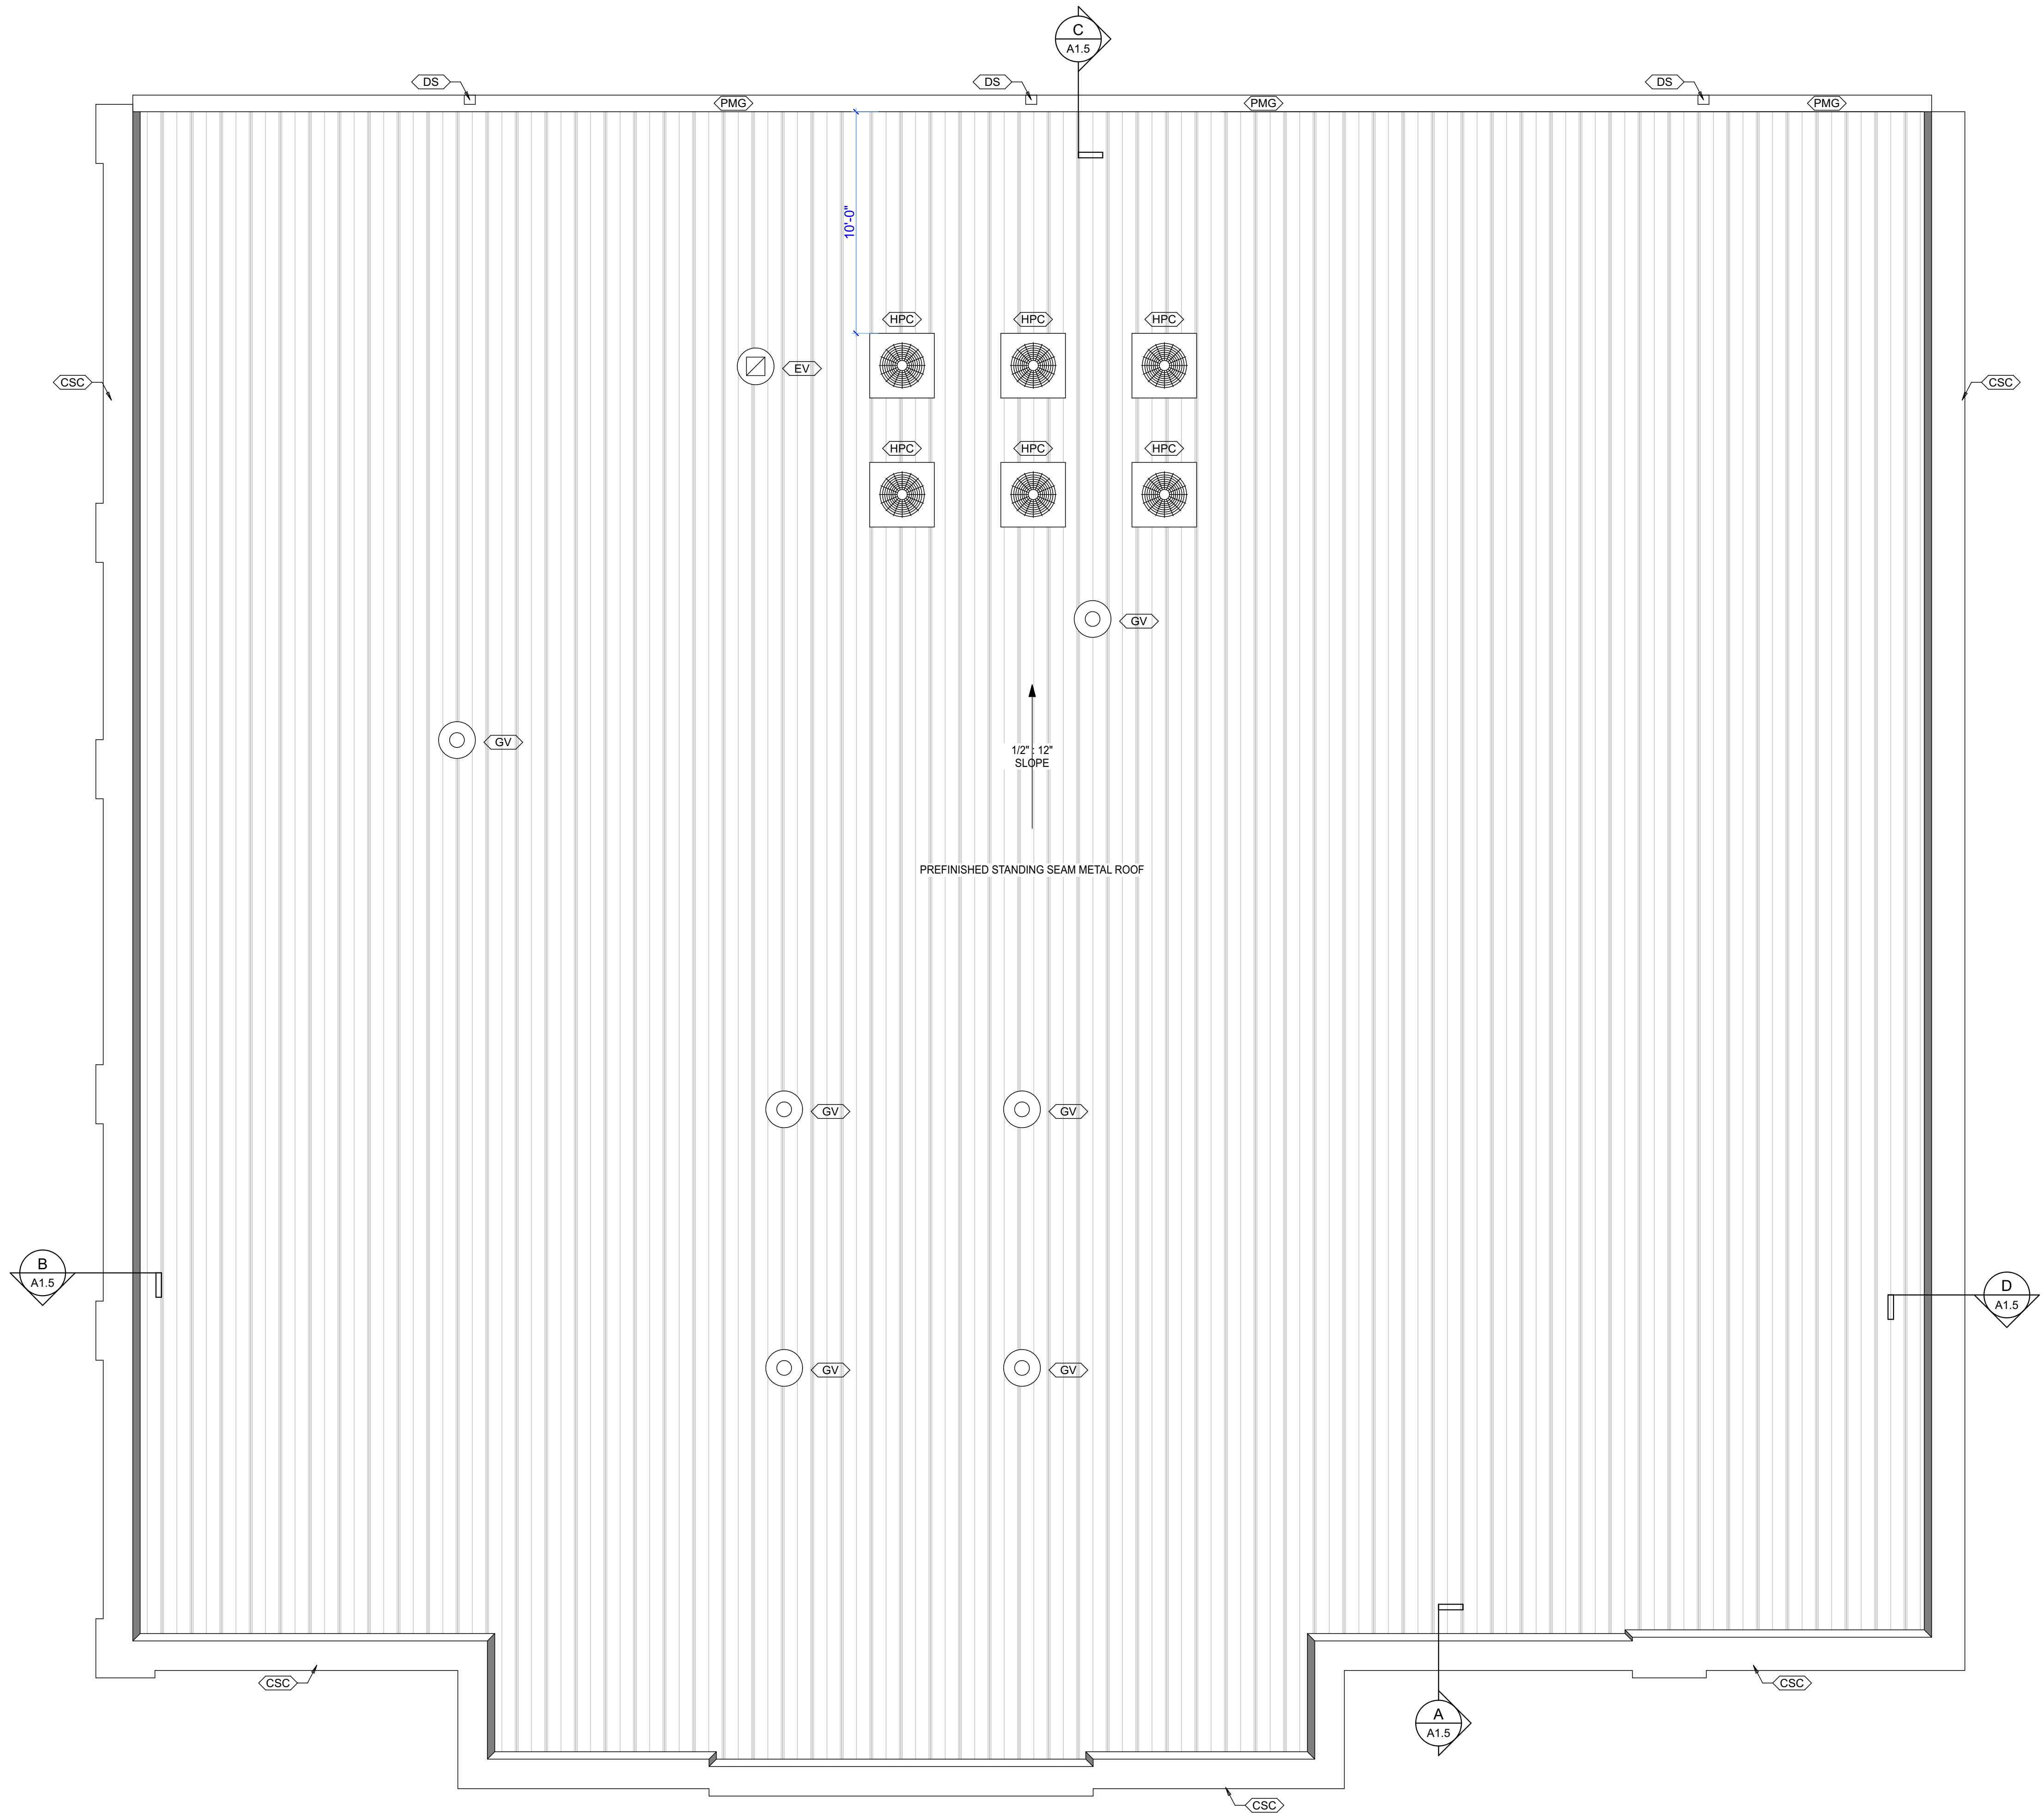 C
A1.5
DS
DS
DS
PMG
PMG
PMG
10'-0"
HPC
HPC
HPC
EV
CSC
CSC
HPC
HPC
HPC
GV
GV
1/2" : 12"
SLOPE
PREFINISHED STANDING SEAM METAL ROOF
GV
GV
B
A1.5
D
A1.5
GV
GV
CSC
CSC
A
A1.5
CSC